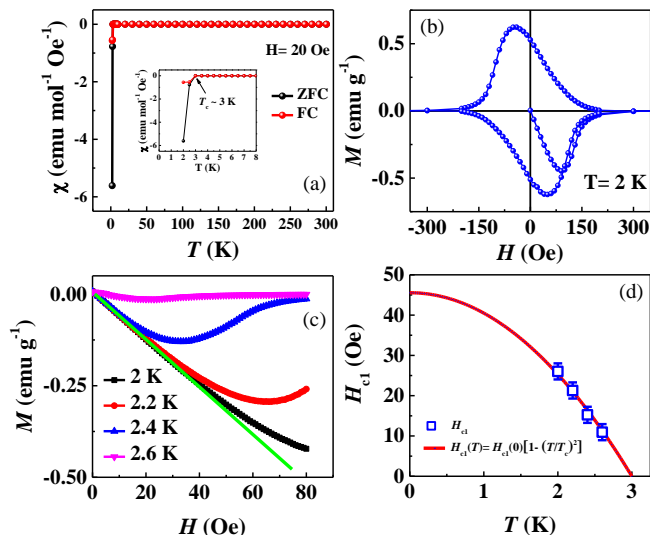 0
-2
-4
-6
0 50 100 150 200 250 300
χ (emu mol⁻¹ Oe⁻¹)
T (K)
H= 20 Oe
ZFC
FC
(a)
0
-2
-4
-6
0 1 2 3 4 5 6 7 8
χ (emu mol⁻¹ Oe⁻¹)
T (K)
T_c ~ 3 K
(b)
0.5
0.0
-0.5
-300 -150 0 150 300
M (emu g⁻¹)
H (Oe)
T= 2 K
(c)
0.00
-0.25
-0.50
0 20 40 60 80
M (emu g⁻¹)
H (Oe)
2 K
2.2 K
2.4 K
2.6 K
(d)
50
40
30
20
10
0
0 1 2 3
H_c1 (Oe)
T (K)
H_c1
H_c1(T)= H_c1(0)[1- (T/T_c)²]